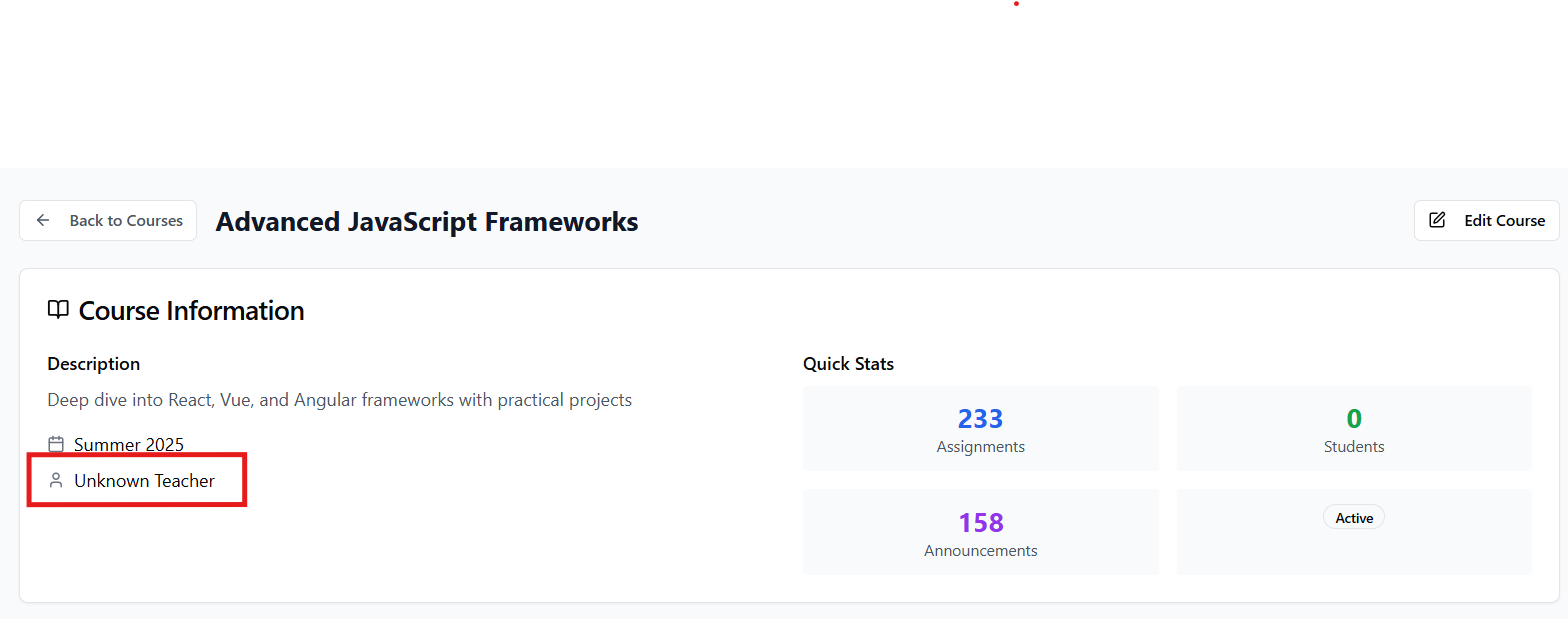 Back to Courses
Advanced JavaScript Frameworks
Edit Course
Course Information
Description
Deep dive into React, Vue, and Angular frameworks with practical projects
Summer 2025
Unknown Teacher
Quick Stats
233
Assignments
0
Students
158
Announcements
Active